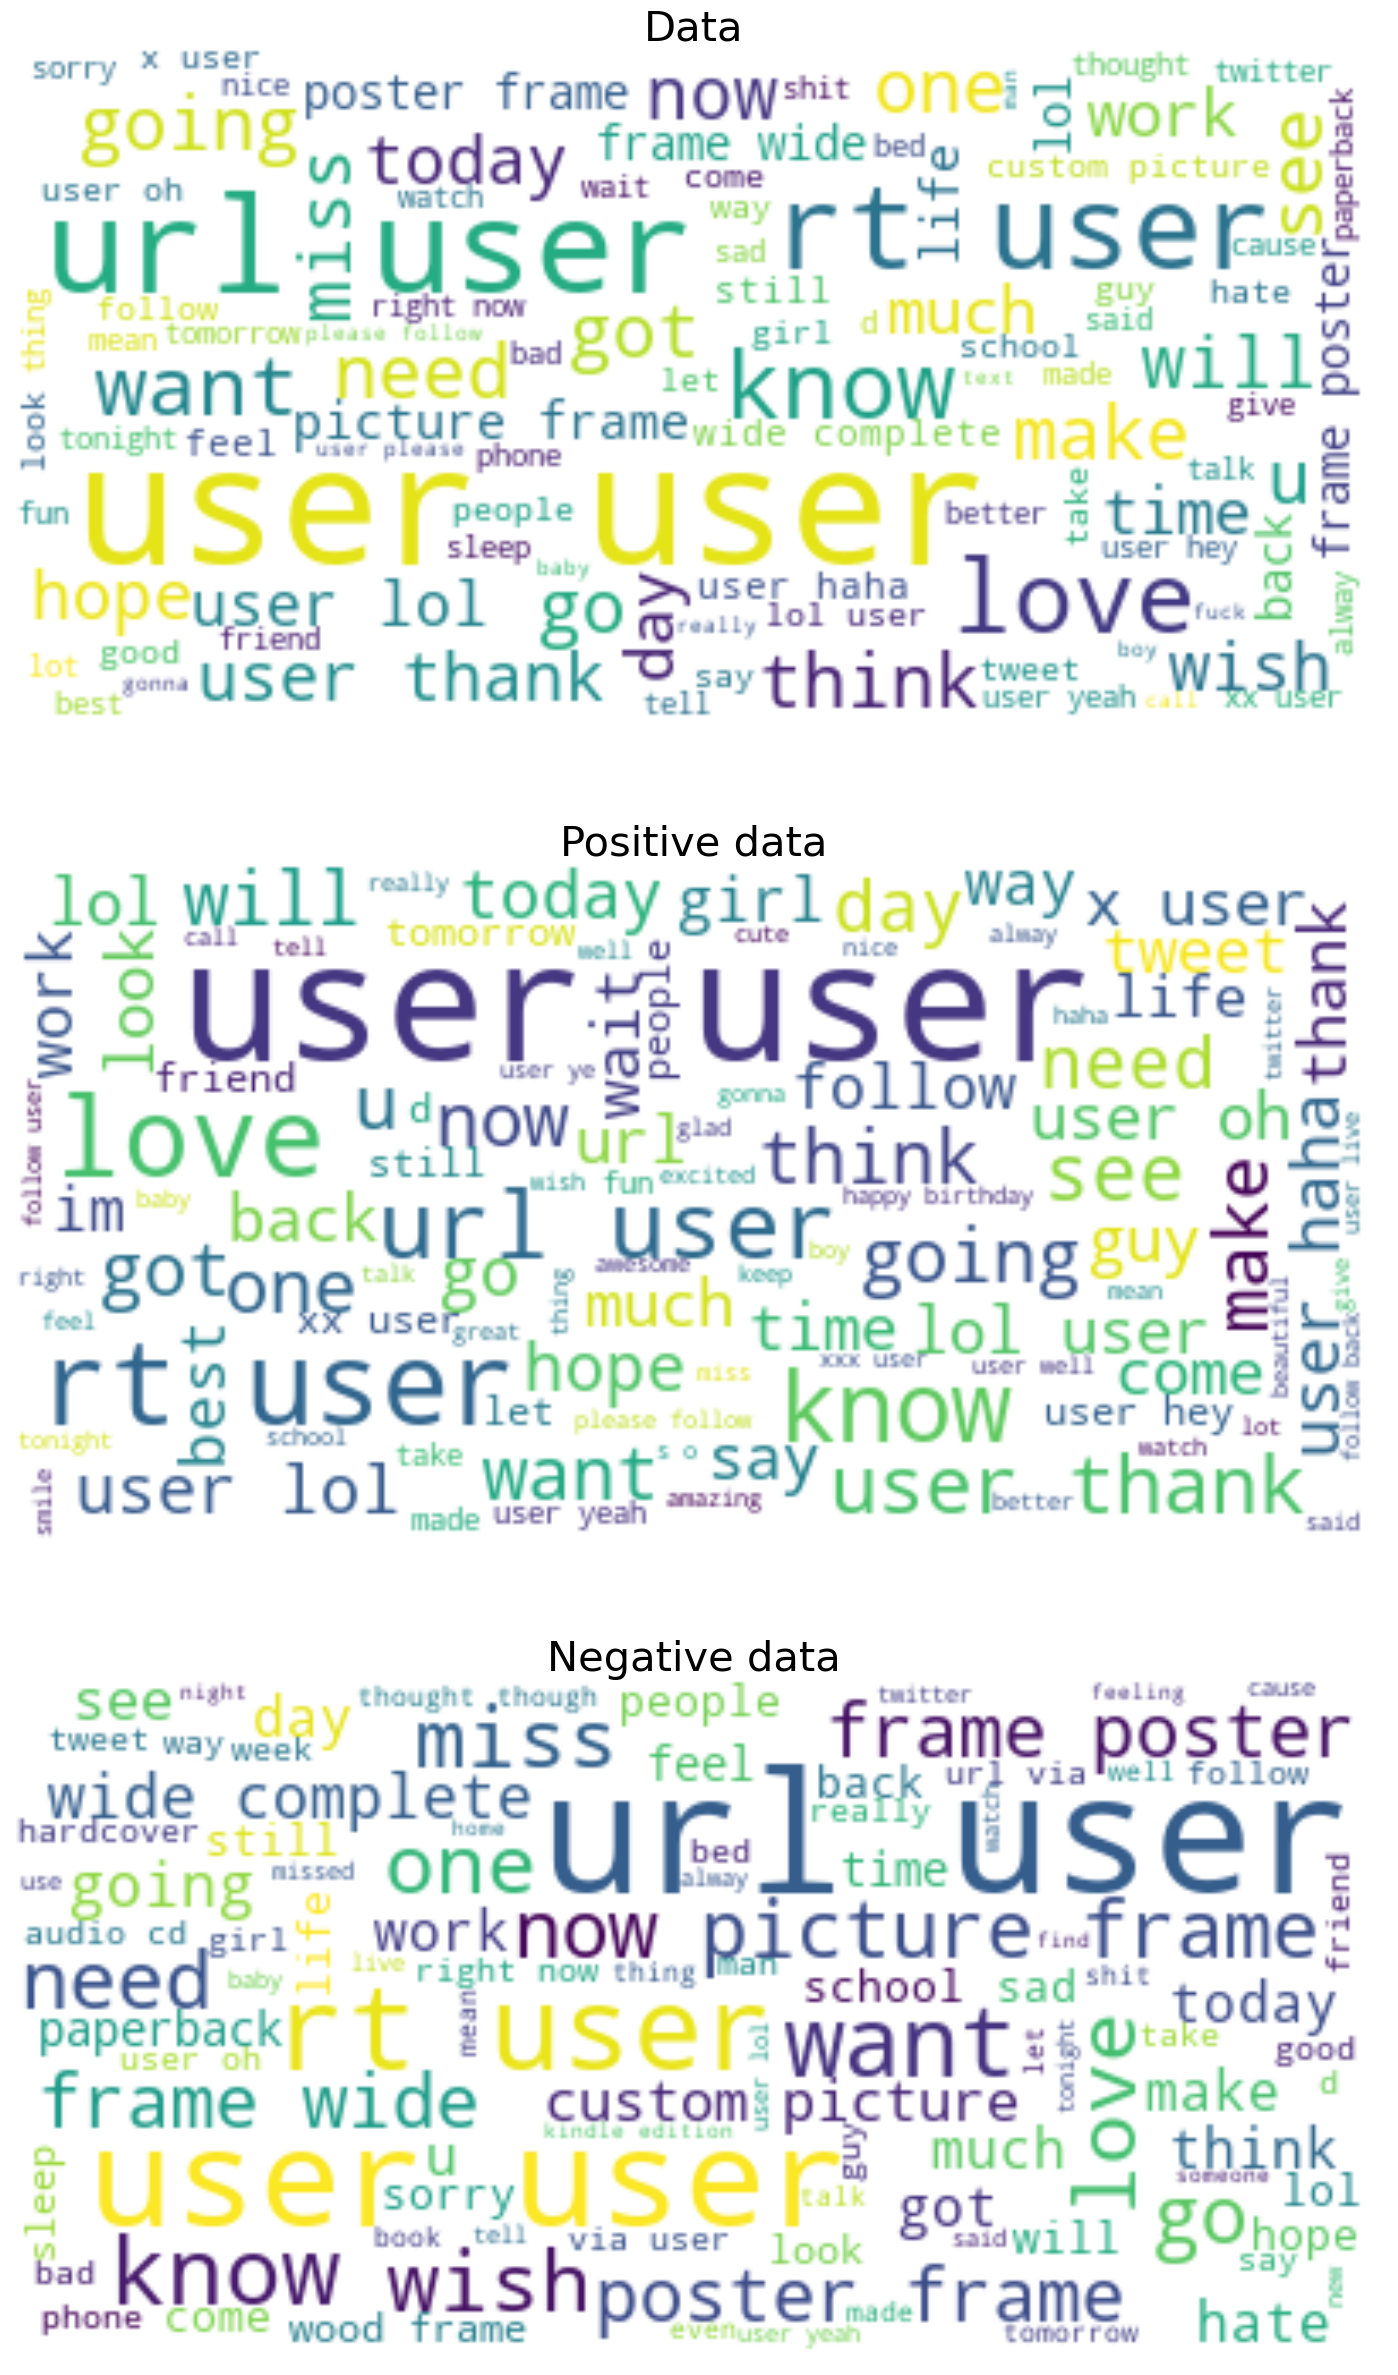 Data
sorry
x user
nice
poster frame
now
shit
one
man
lol
thought
twitter
going
miss
today
frame wide
bed
life
work
custom picture
see
paperback
user oh
watch
wait
come
way
url user
sad
rt user
cause
follow
right now
still
much
guy
hate
look thing
mean
tomorrow
please follow
got
girl
d
said
frame poster
want
need
bad
let
know
school
text
made
will
picture frame
give
tonight
feel
user please
phone
wide complete
make
user user
fun
people
better
take
talk
time
u
sleep
user hey
back
baby
hope
user lol
go
day
user haha
lol user
love
fuck
alway
friend
really
lot
good
gonna
user thank
say
think
tweet
boy
wish
best
tell
user yeah
call
xx user
Positive data
lol
will
really
today
girl
day
way
x user
call
tell
tomorrow
well
cute
nice
alway
tweet
thank
work
look
user user
wait
people
haha
life
twitter
friend
user ye
gonna
follow
need
follow user
love
u
d
now
url
glad
think
user oh
user haha
user live
still
see
im
baby
back
wish
fun
excited
happy birthday
make
url user
boy
going
guy
right
got
one
talk
go
awesome
keep
mean
give
feel
xx user
great
thing
much
time
lol user
beautiful
follow back
best
rt user
hope
miss
xxx user
user well
come
let
please follow
know
user hey
lot
tonight
school
take
want
s o
say
watch
smile
user lol
made
user yeah
amazing
user thank
better
said
Negative data
see
night
day
thought
though
people
twitter
feeling
cause
tweet
way
week
miss
feel
frame poster
wide complete
back
url via
well
follow
url user
hardcover
still
home
really
watch
use
going
missed
one
bed
alway
time
friend
audio cd
girl
life
work
now
picture frame
find
need
baby
live
right now
thing
man
school
sad
shit
today
paperback
rt user
mean
want
let
tonight
love
take
good
user oh
user lol
frame wide
custom picture
make
d
kindle edition
sleep
user user
u
guy
much
think
sorry
talk
someone
lol
got
go
hope
book
tell
via user
look
said
will
say
bad
know
wish
poster frame
new
phone
come
wood frame
made
even
user yeah
tomorrow
hate